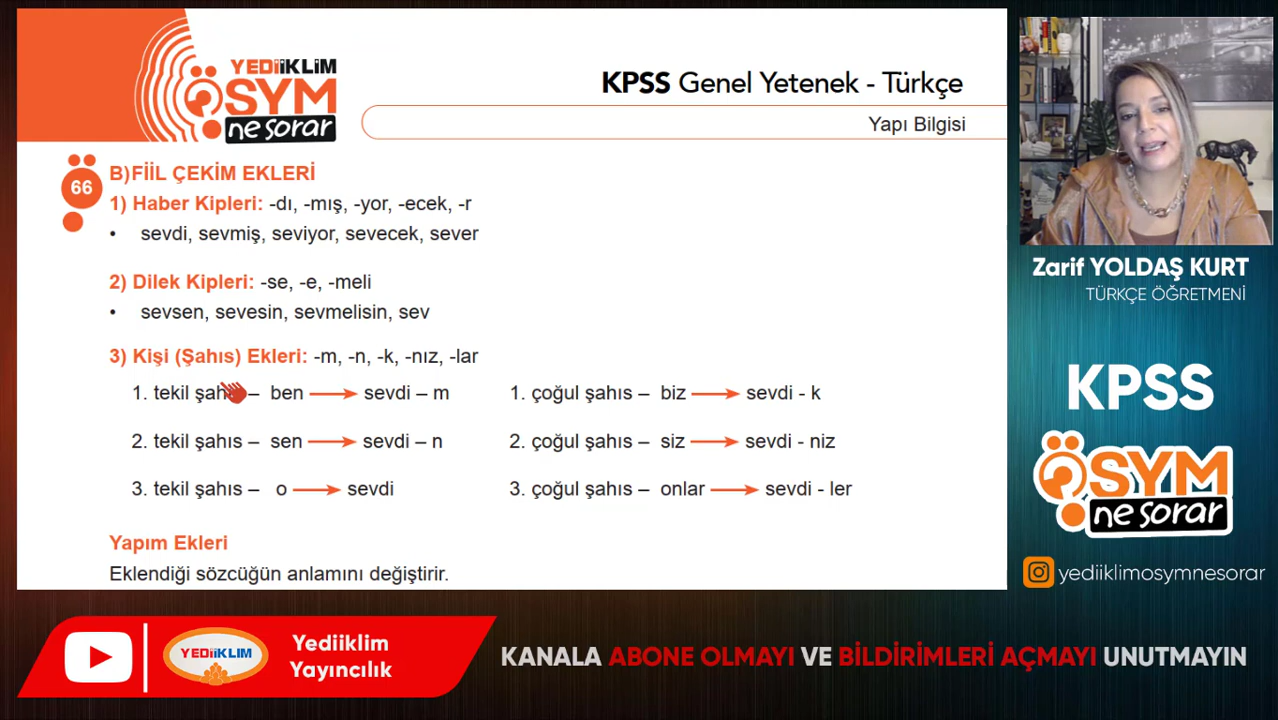 YEDİİKLİM
ÖSYM
ne sorar
KPSS Genel Yetenek - Türkçe
Yapı Bilgisi
66
B)FİİL ÇEKİM EKLERİ
1) Haber Kipleri: -dı, -mış, -yor, -ecek, -r
• sevdi, sevmiş, seviyor, sevecek, sever
2) Dilek Kipleri: -se, -e, -meli
• sevsen, sevesin, sevmelisin, sev
3) Kişi (Şahıs) Ekleri: -m, -n, -k, -nız, -lar
1. tekil şahıs – ben → sevdi – m
1. çoğul şahıs – biz → sevdi - k
2. tekil şahıs – sen → sevdi – n
2. çoğul şahıs – siz → sevdi - niz
3. tekil şahıs – o → sevdi
3. çoğul şahıs – onlar → sevdi - ler
Yapım Ekleri
Eklendiği sözcüğün anlamını değiştirir.
Zarif YOLDAŞ KURT
TÜRKÇE ÖĞRETMENİ
KPSS
ÖSYM
ne sorar
yediiklimosymnesorar
YEDİİKLİM
Yediiklim
Yayıncılık
KANALA ABONE OLMAYI VE BİLDİRİMLERİ AÇMAYI UNUTMAYIN